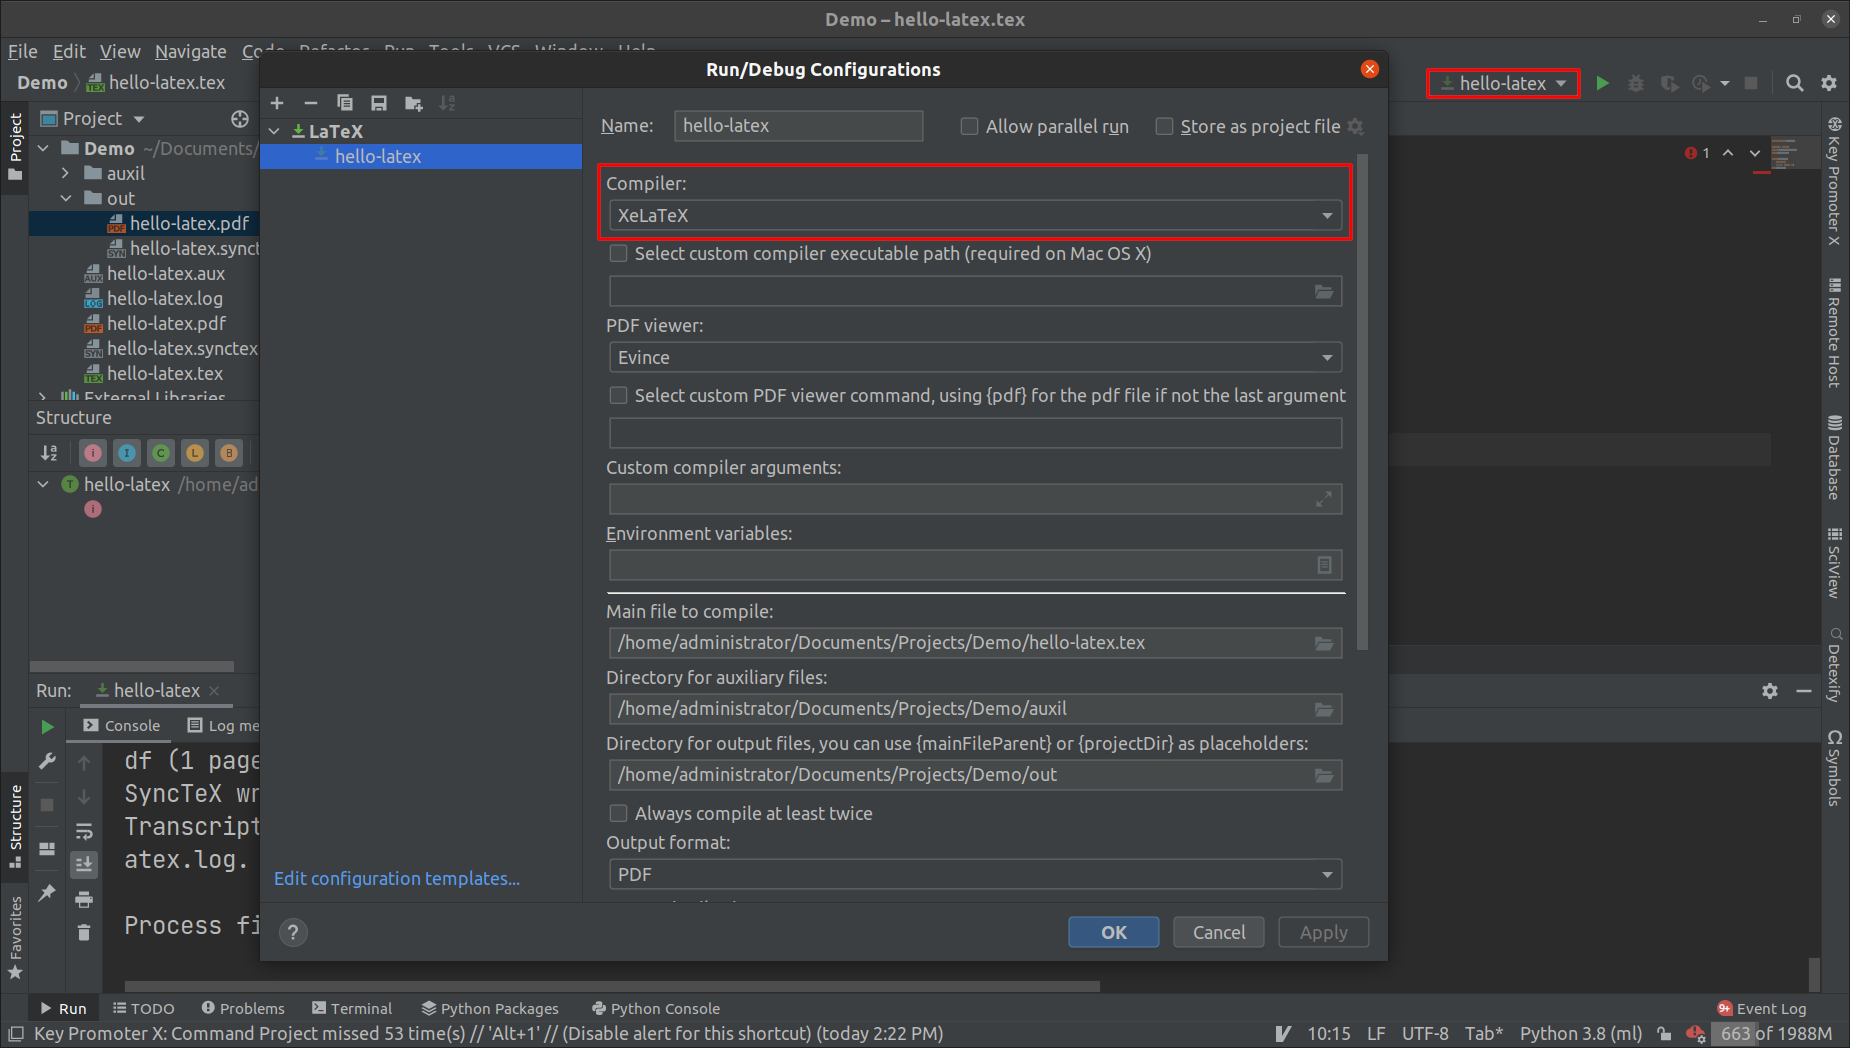 Demo – hello-latex.tex
File Edit View Navigate Code Refactor Run Tools VCS Window Help
Demo hello-latex.tex
hello-latex
Project
Project
Demo ~/Documents/
auxil
out
hello-latex.pdf
hello-latex.synct
hello-latex.aux
hello-latex.log
hello-latex.pdf
hello-latex.synctex
hello-latex.tex
External Libraries
Structure
hello-latex /home/ad
Run/Debug Configurations
LaTeX
hello-latex
Edit configuration templates...
Name: hello-latex
Allow parallel run
Store as project file
Compiler:
XeLaTeX
Select custom compiler executable path (required on Mac OS X)
PDF viewer:
Evince
Select custom PDF viewer command, using {pdf} for the pdf file if not the last argument
Custom compiler arguments:
Environment variables:
Main file to compile:
/home/administrator/Documents/Projects/Demo/hello-latex.tex
Directory for auxiliary files:
/home/administrator/Documents/Projects/Demo/auxil
Directory for output files, you can use {mainFileParent} or {projectDir} as placeholders:
/home/administrator/Documents/Projects/Demo/out
Always compile at least twice
Output format:
PDF
? OK Cancel Apply
1
Key Promoter X
Remote Host
Database
SciView
Detexify
Symbols
Run: hello-latex
Console Log me
df (1 page
SyncTeX wr
Transcript
atex.log.
Process fi
Structure
Favorites
Run TODO Problems Terminal Python Packages Python Console
9+ Event Log
Key Promoter X: Command Project missed 53 time(s) // 'Alt+1' // (Disable alert for this shortcut) (today 2:22 PM)
10:15 LF UTF-8 Tab* Python 3.8 (ml) 663 of 1988M